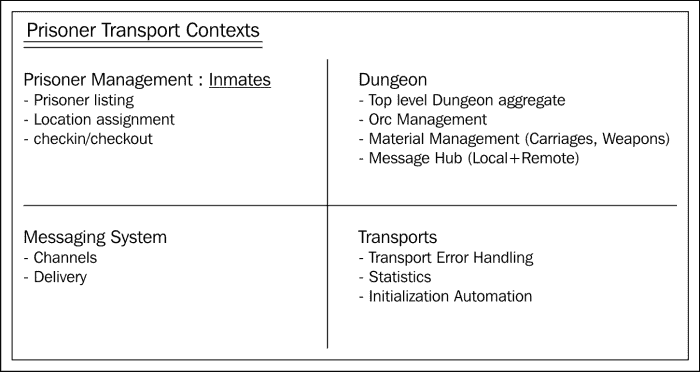 Prisoner Transport Contexts
Prisoner Management : Inmates
- Prisoner listing
- Location assignment
- checkin/checkout
Dungeon
- Top level Dungeon aggregate
- Orc Management
- Material Management (Carriages, Weapons)
- Message Hub (Local+Remote)
Messaging System
- Channels
- Delivery
Transports
- Transport Error Handling
- Statistics
- Initialization Automation